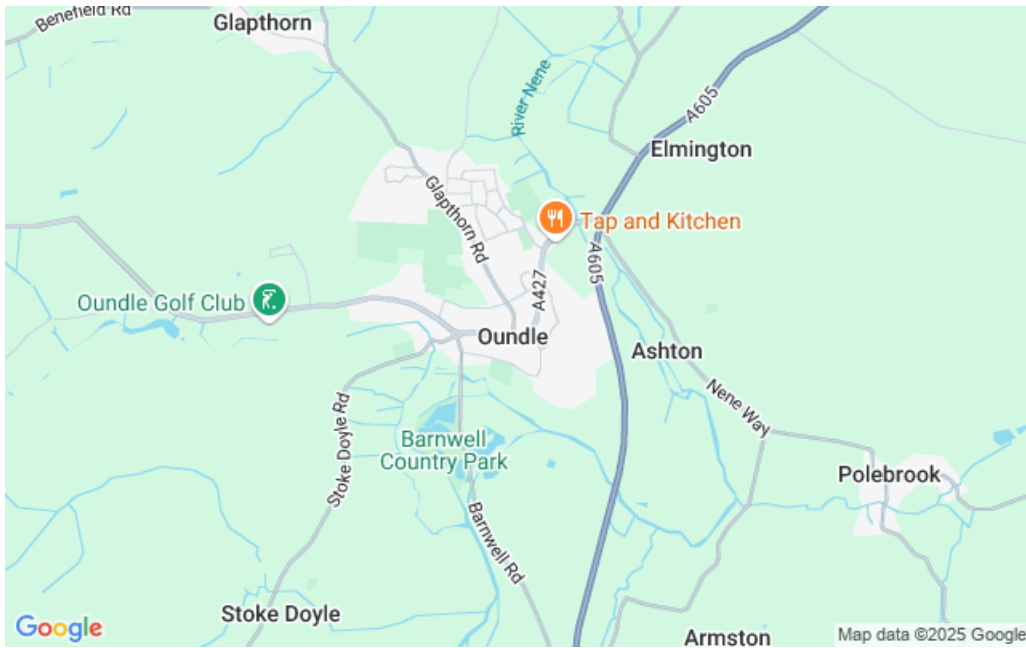 Benefield Rd
Glapthorn
River Nene
A605
Elmington
Glapthorn Rd
Tap and Kitchen
A605
A427
Oundle Golf Club
Oundle
Ashton
Nene Way
Stoke Doyle Rd
Barnwell
Country Park
Polebrook
Barnwell Rd
Stoke Doyle
Armston
Google
Map data ©2025 Google